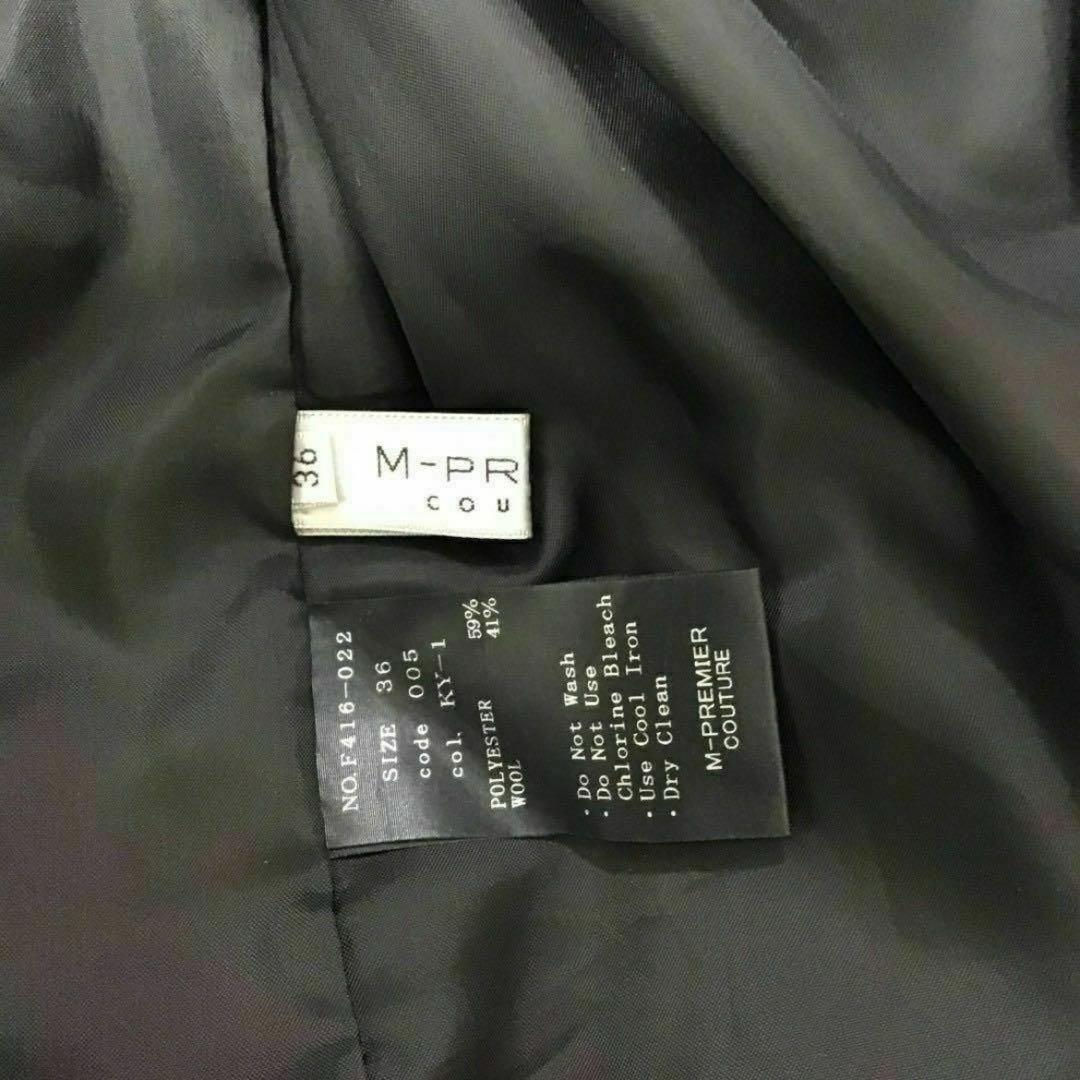 36
M-PR
COU
NO.F416-022
SIZE 36
code 005
col. KY-1
POLYESTER 59%
WOOL 41%
· Do Not Wash
· Do Not Use
Chlorine Bleach
· Use Cool Iron
· Dry Clean
M-PREMIER
COUTURE